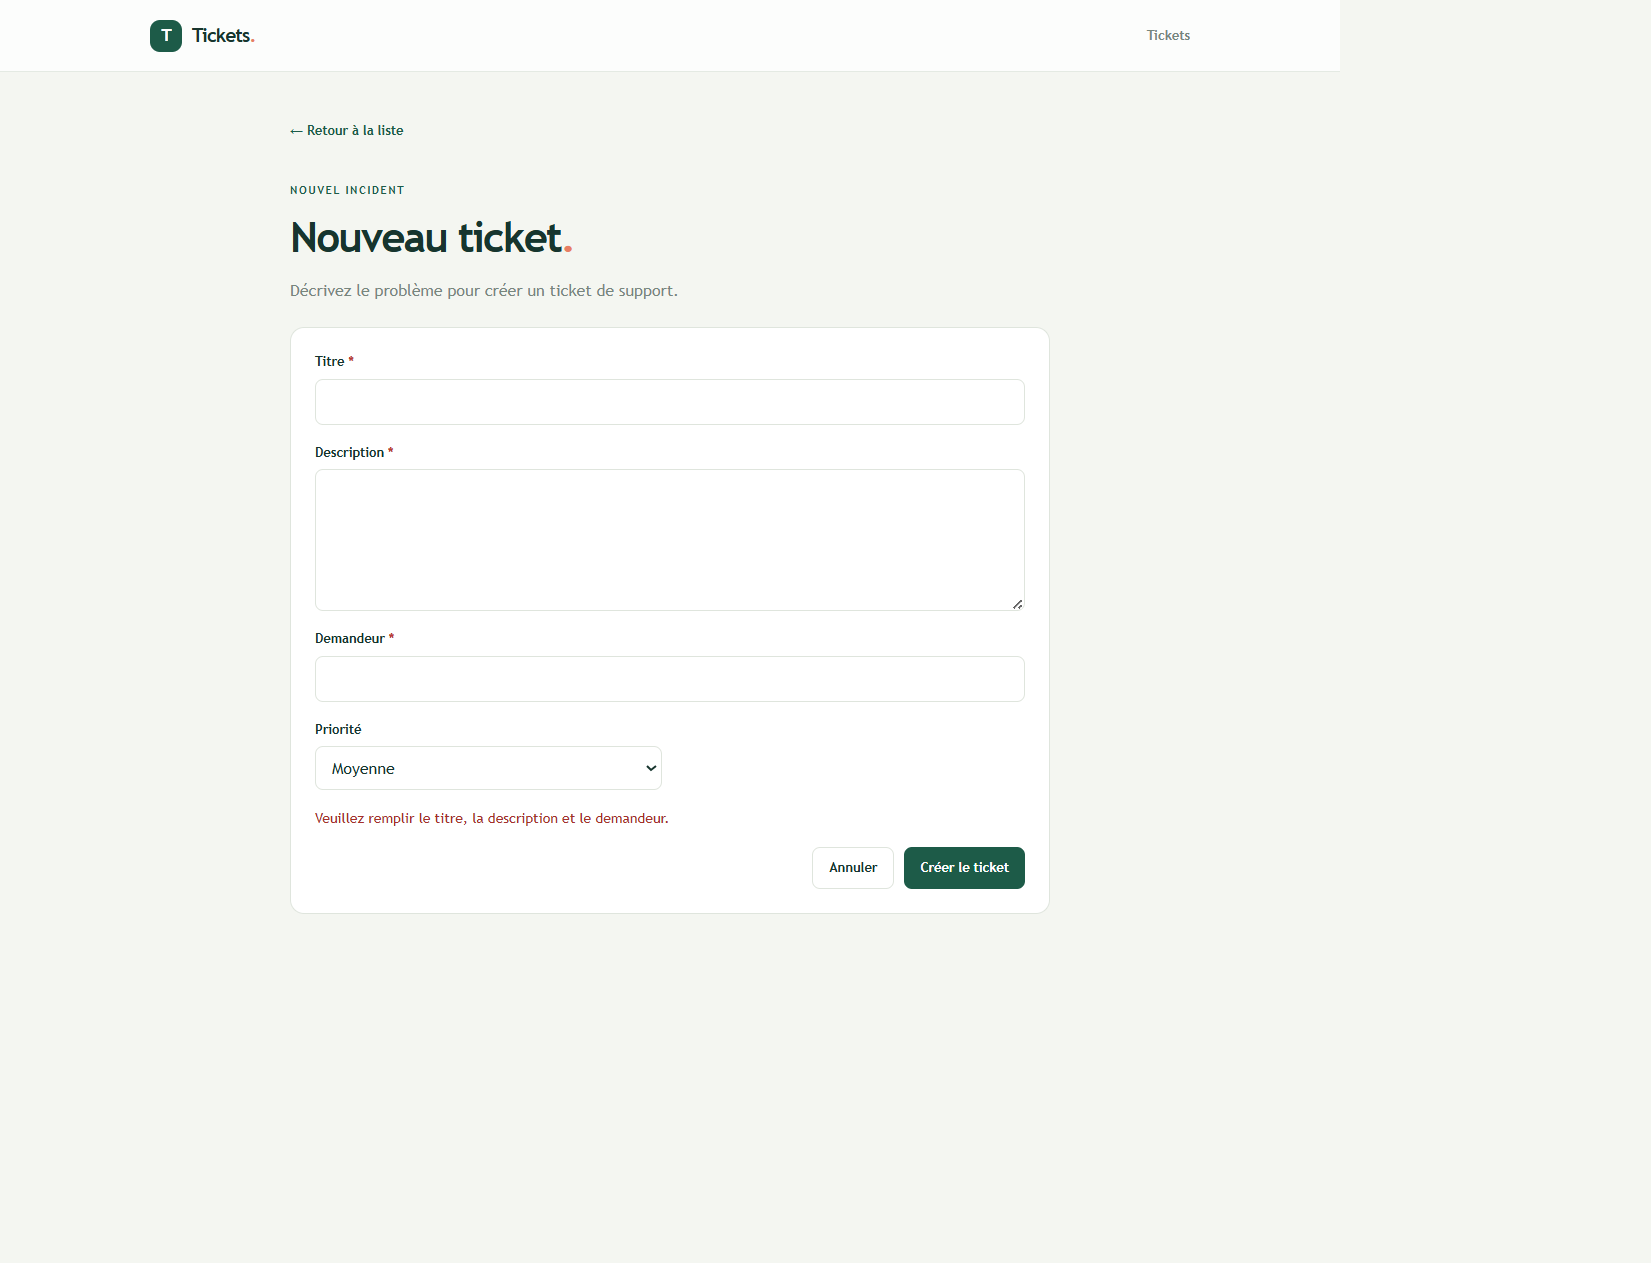 T Tickets.
Tickets
← Retour à la liste
NOUVEL INCIDENT
Nouveau ticket.
Décrivez le problème pour créer un ticket de support.
Titre *
Description *
Demandeur *
Priorité
Moyenne
Veuillez remplir le titre, la description et le demandeur.
Annuler
Créer le ticket